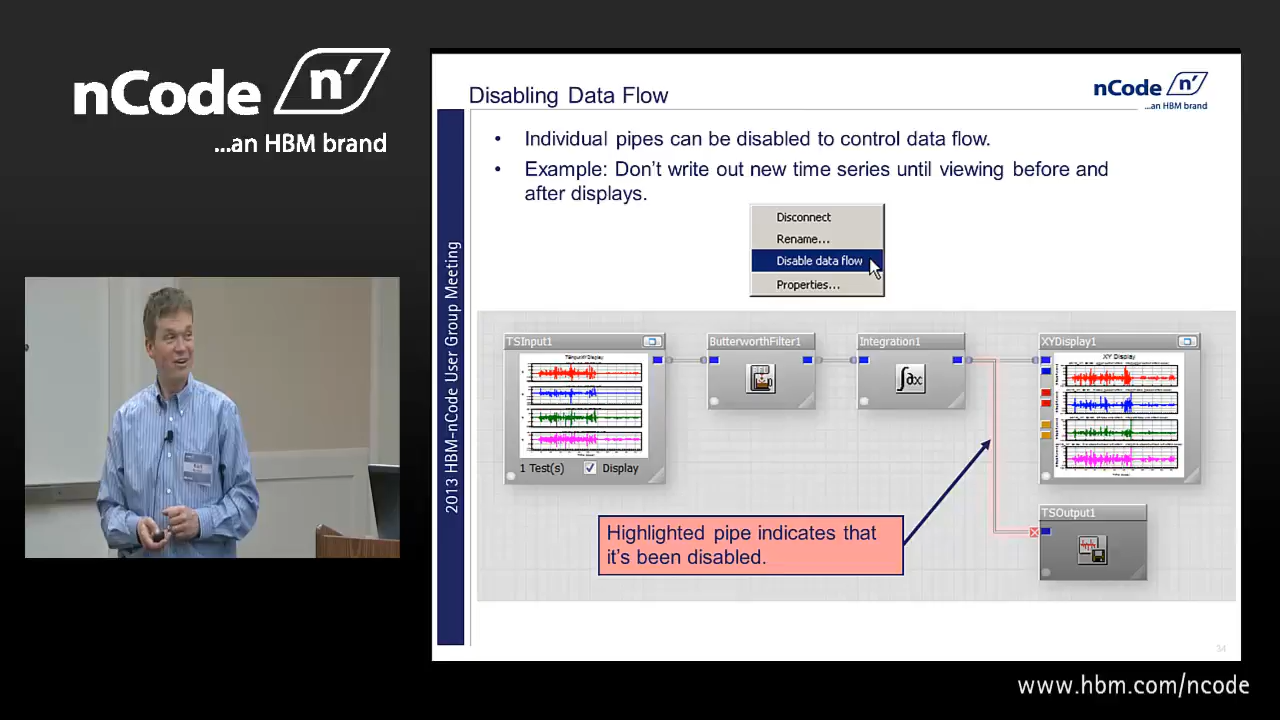 nCode n'
...an HBM brand
Disabling Data Flow
nCode n'
...an HBM brand
• Individual pipes can be disabled to control data flow.
• Example: Don't write out new time series until viewing before and
after displays.
Disconnect
Rename...
Disable data flow
Properties...
2013 HBM-nCode User Group Meeting
TSInput1
ButterworthFilter1
Integration1
XYDisplay1
XY Display
∫dx
1 Test(s)
Display
TSOutput1
Highlighted pipe indicates that
it's been disabled.
34
www.hbm.com/ncode